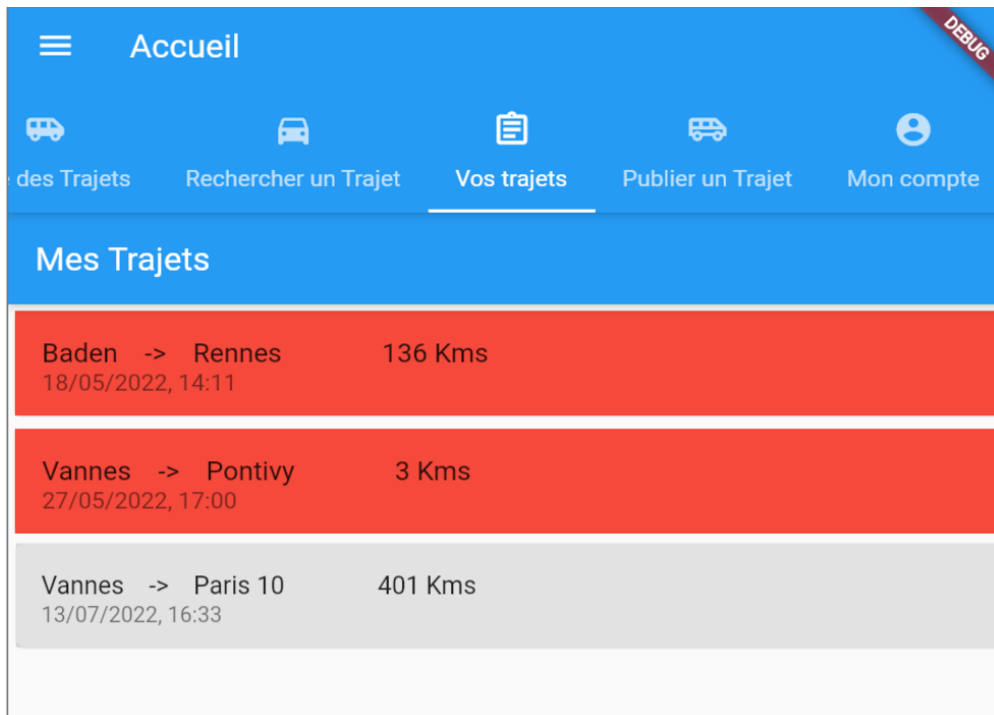 Accueil
DEBUG
des Trajets
Rechercher un Trajet
Vos trajets
Publier un Trajet
Mon compte
Mes Trajets
Baden -> Rennes 136 Kms
18/05/2022, 14:11
Vannes -> Pontivy 3 Kms
27/05/2022, 17:00
Vannes -> Paris 10 401 Kms
13/07/2022, 16:33